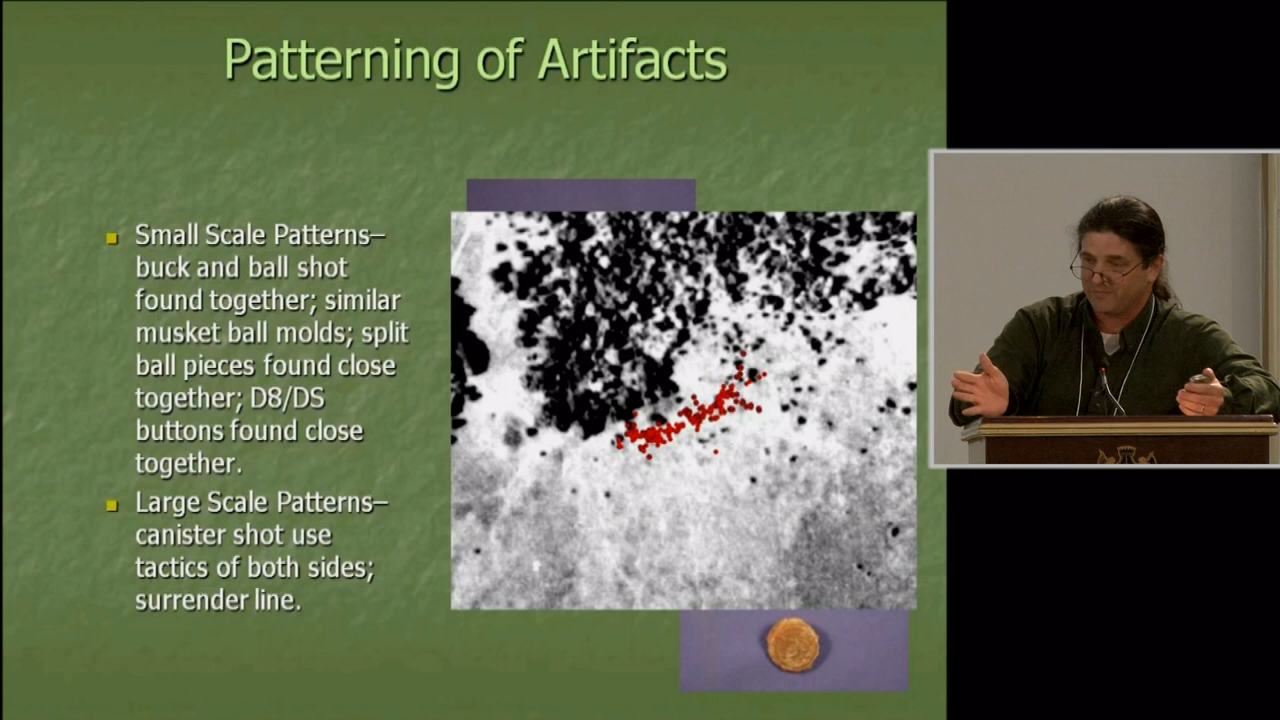 Patterning of Artifacts
Small Scale Patterns–
buck and ball shot
found together; similar
musket ball molds; split
ball pieces found close
together; D8/DS
buttons found close
together.
Large Scale Patterns–
canister shot use
tactics of both sides;
surrender line.